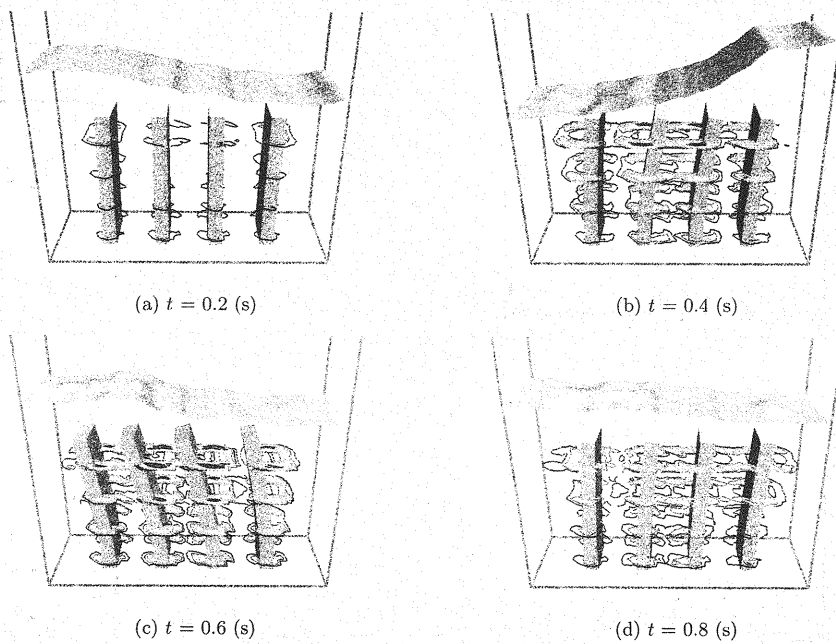 (a) t = 0.2 (s)
(b) t = 0.4 (s)
(c) t = 0.6 (s)
(d) t = 0.8 (s)